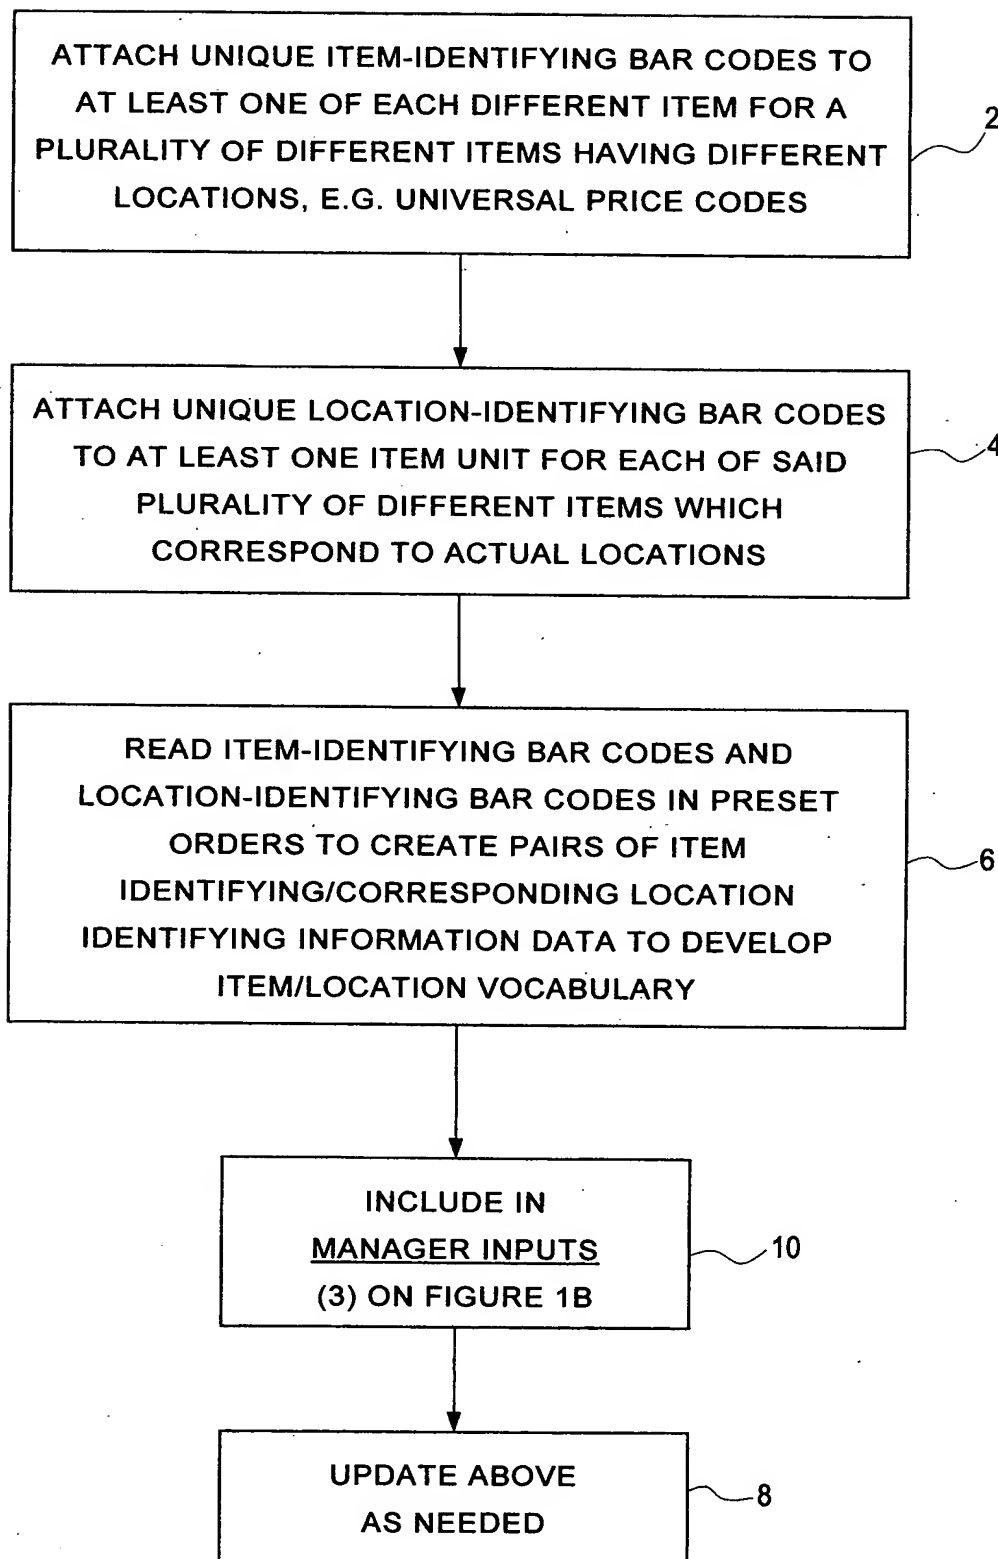 ATTACH UNIQUE ITEM-IDENTIFYING BAR CODES TO
AT LEAST ONE OF EACH DIFFERENT ITEM FOR A
PLURALITY OF DIFFERENT ITEMS HAVING DIFFERENT
LOCATIONS, E.G. UNIVERSAL PRICE CODES
2
ATTACH UNIQUE LOCATION-IDENTIFYING BAR CODES
TO AT LEAST ONE ITEM UNIT FOR EACH OF SAID
PLURALITY OF DIFFERENT ITEMS WHICH
CORRESPOND TO ACTUAL LOCATIONS
4
READ ITEM-IDENTIFYING BAR CODES AND
LOCATION-IDENTIFYING BAR CODES IN PRESET
ORDERS TO CREATE PAIRS OF ITEM
IDENTIFYING/CORRESPONDING LOCATION
IDENTIFYING INFORMATION DATA TO DEVELOP
ITEM/LOCATION VOCABULARY
6
INCLUDE IN
MANAGER INPUTS
(3) ON FIGURE 1B
10
UPDATE ABOVE
AS NEEDED
8